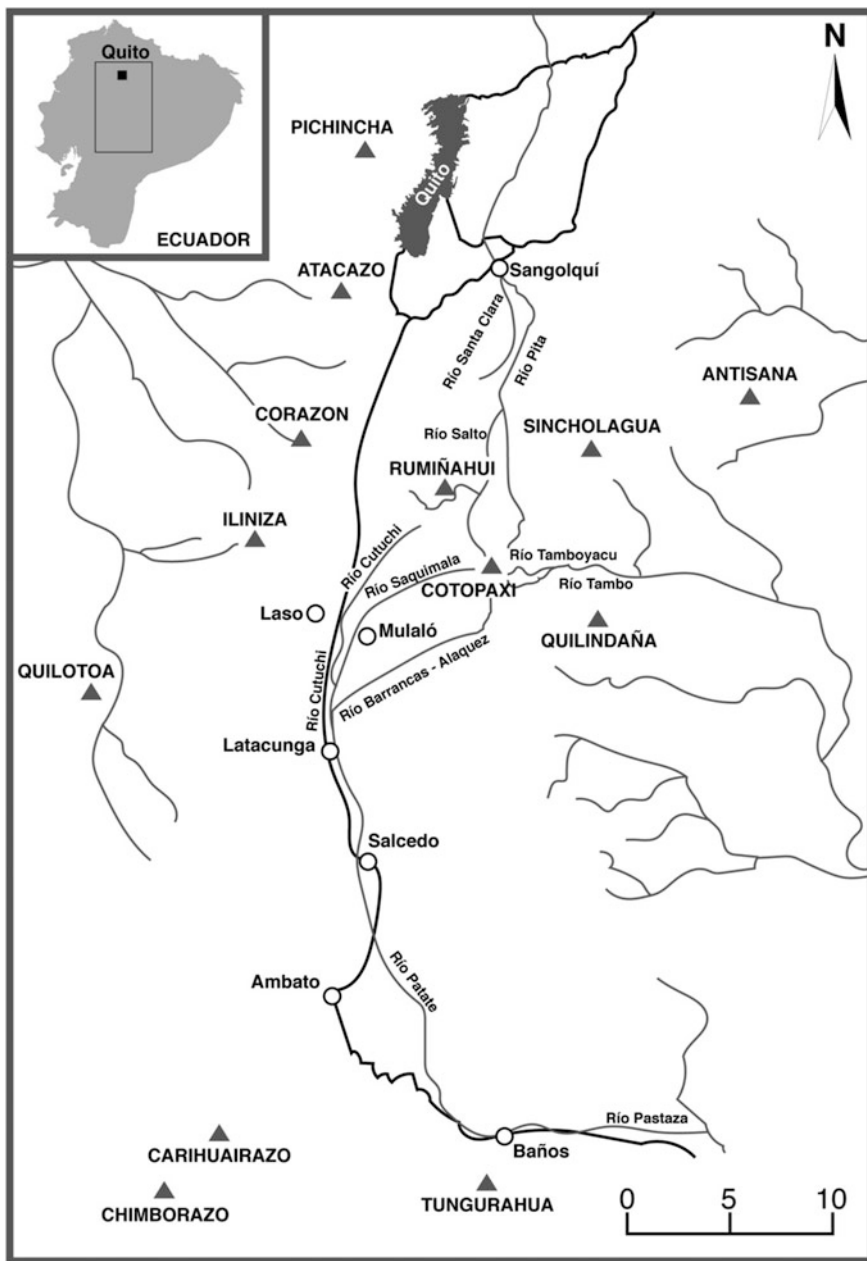 Quito
ECUADOR
N
PICHINCHA
Quito
ATACAZO
Sangolquí
Río Santa Clara
Río Pita
ANTISANA
CORAZON
Río Salto
SINCHOLAGUA
RUMIÑAHUI
ILINIZA
Río Cutuchi
Río Saquimala
Río Tamboyacu
COTOPAXI
Río Tambo
Laso
Mulaló
QUILINDAÑA
QUILOTOA
Río Cutuchi
Río Barrancas - Alaquez
Latacunga
Salcedo
Ambato
Río Patate
Río Pastaza
Baños
CARIHUAIRAZO
CHIMBORAZO
TUNGURAHUA
0 5 10